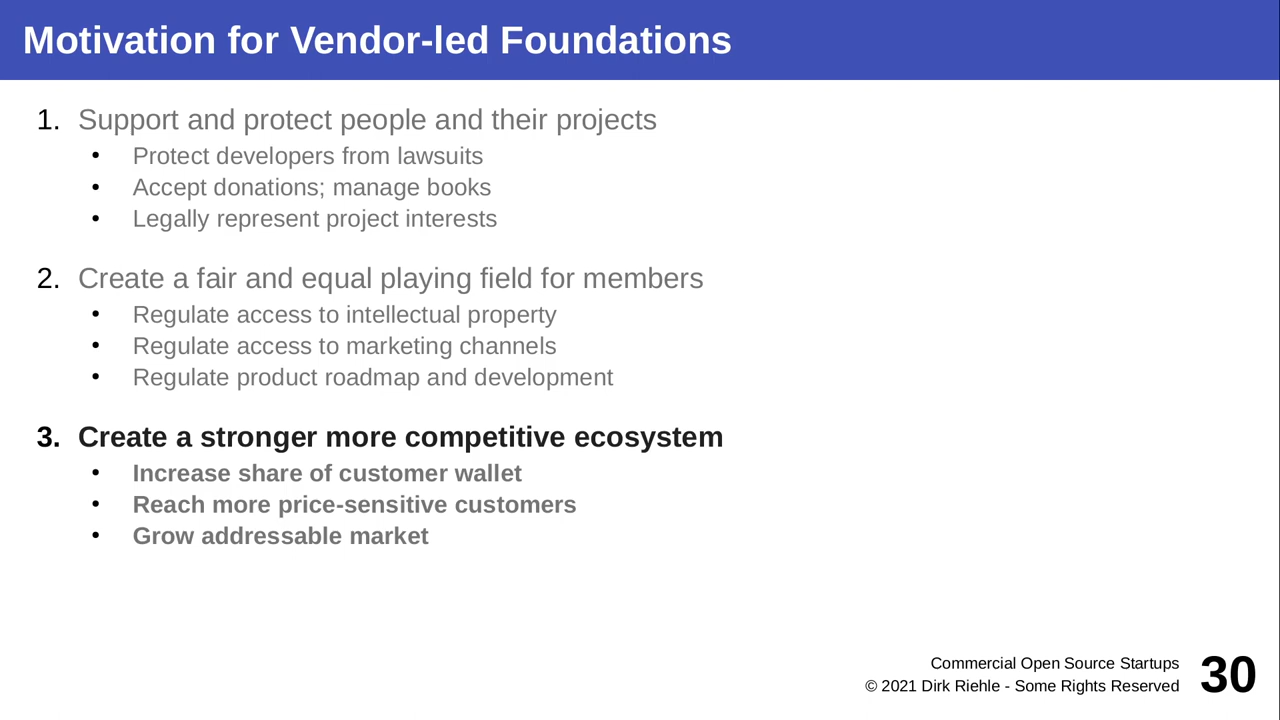 Motivation for Vendor-led Foundations
1. Support and protect people and their projects
• Protect developers from lawsuits
• Accept donations; manage books
• Legally represent project interests
2. Create a fair and equal playing field for members
• Regulate access to intellectual property
• Regulate access to marketing channels
• Regulate product roadmap and development
3. Create a stronger more competitive ecosystem
• Increase share of customer wallet
• Reach more price-sensitive customers
• Grow addressable market
Commercial Open Source Startups
© 2021 Dirk Riehle - Some Rights Reserved
30